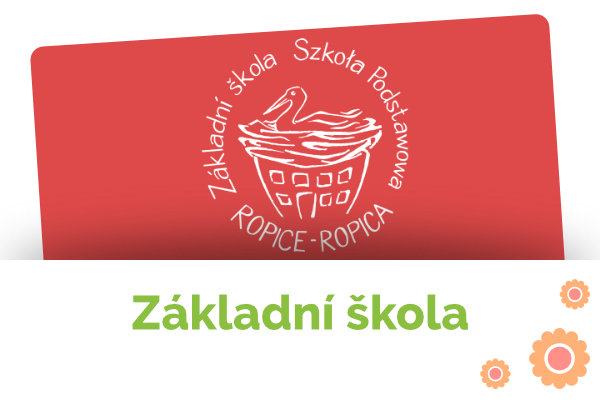 Základní škola Szkoła Podstawowa
ROPICE-ROPICA
Základní škola